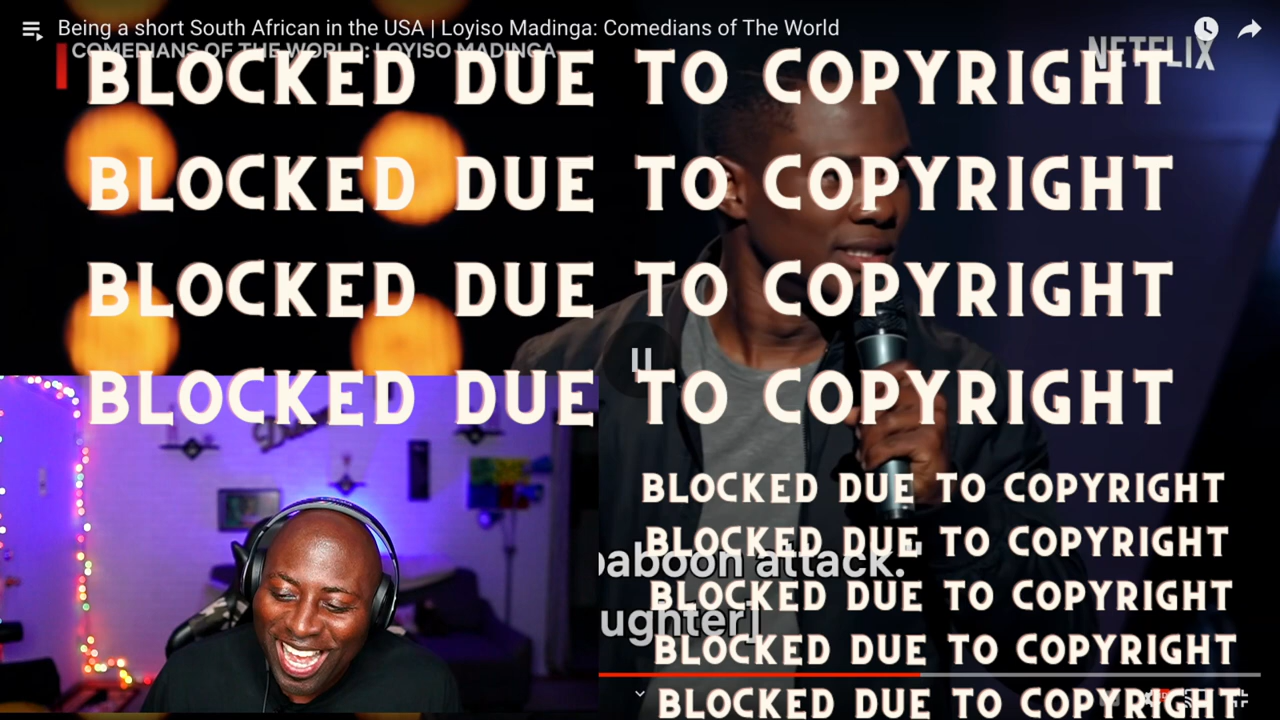 Being a short South African in the USA | Loyiso Madinga: Comedians of The World
COMEDIANS OF THE WORLD: LOYISO MADINGA
NETFLIX
BLOCKED DUE TO COPYRIGHT
BLOCKED DUE TO COPYRIGHT
BLOCKED DUE TO COPYRIGHT
BLOCKED DUE TO COPYRIGHT
BLOCKED DUE TO COPYRIGHT
BLOCKED DUE TO COPYRIGHT
baboon attack."
BLOCKED DUE TO COPYRIGHT
ughter]
BLOCKED DUE TO COPYRIGHT
BLOCKED DUE TO COPYRIGHT